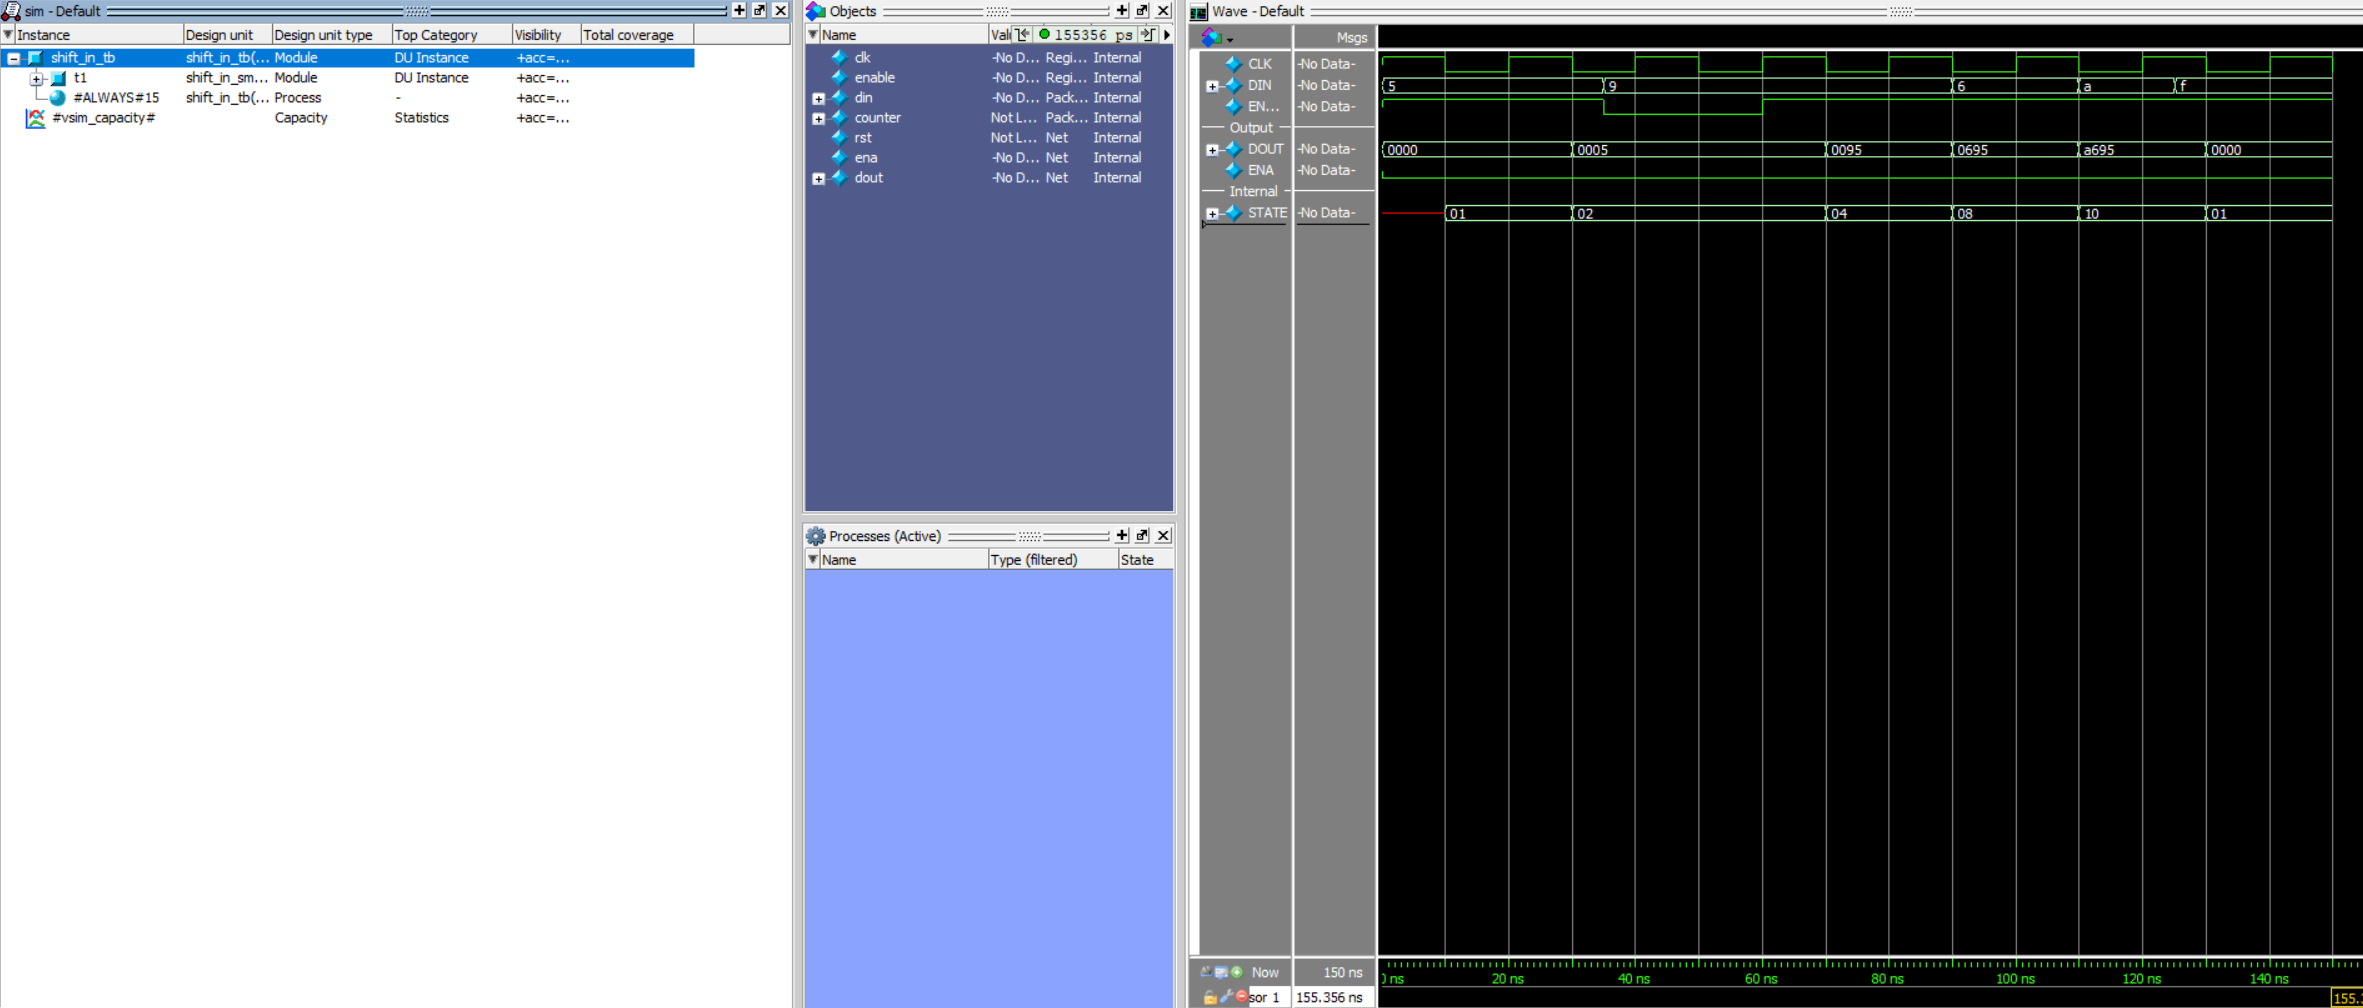 sim - Default
Instance Design unit Design unit type Top Category Visibility Total coverage
shift_in_tb shift_in_tb(... Module DU Instance +acc=...
t1 shift_in_sm... Module DU Instance +acc=...
#ALWAYS#15 shift_in_tb(... Process - +acc=...
#vsim_capacity# Capacity Statistics +acc=...
Objects
Name Val 155356 ps
clk -No D... Regi... Internal
enable -No D... Regi... Internal
din -No D... Pack... Internal
counter Not L... Pack... Internal
rst Not L... Net Internal
ena -No D... Net Internal
dout -No D... Net Internal
Processes (Active)
Name Type (filtered) State
Wave - Default
Msgs
CLK -No Data-
DIN -No Data- 5 9 6 a f
EN... -No Data-
Output
DOUT -No Data- 0000 0005 0095 0695 a695 0000
ENA -No Data-
Internal
STATE -No Data- 01 02 04 08 10 01
Now 150 ns ns 20 ns 40 ns 60 ns 80 ns 100 ns 120 ns 140 ns
sor 1 155.356 ns 155.